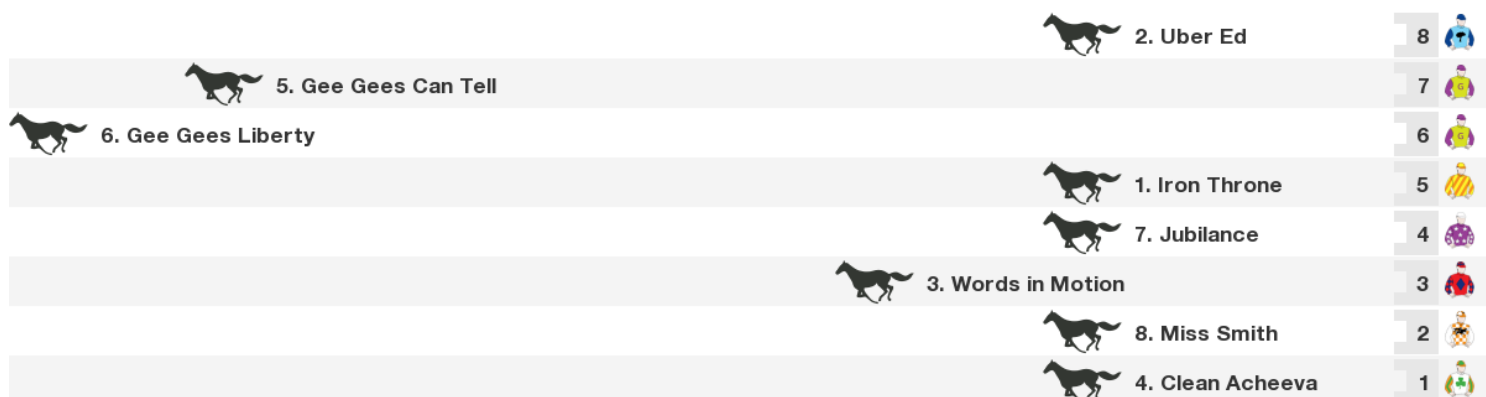 2. Uber Ed 8
5. Gee Gees Can Tell 7 G
6. Gee Gees Liberty 6 G
1. Iron Throne 5
7. Jubilance 4
3. Words in Motion 3
8. Miss Smith 2
4. Clean Acheeva 1